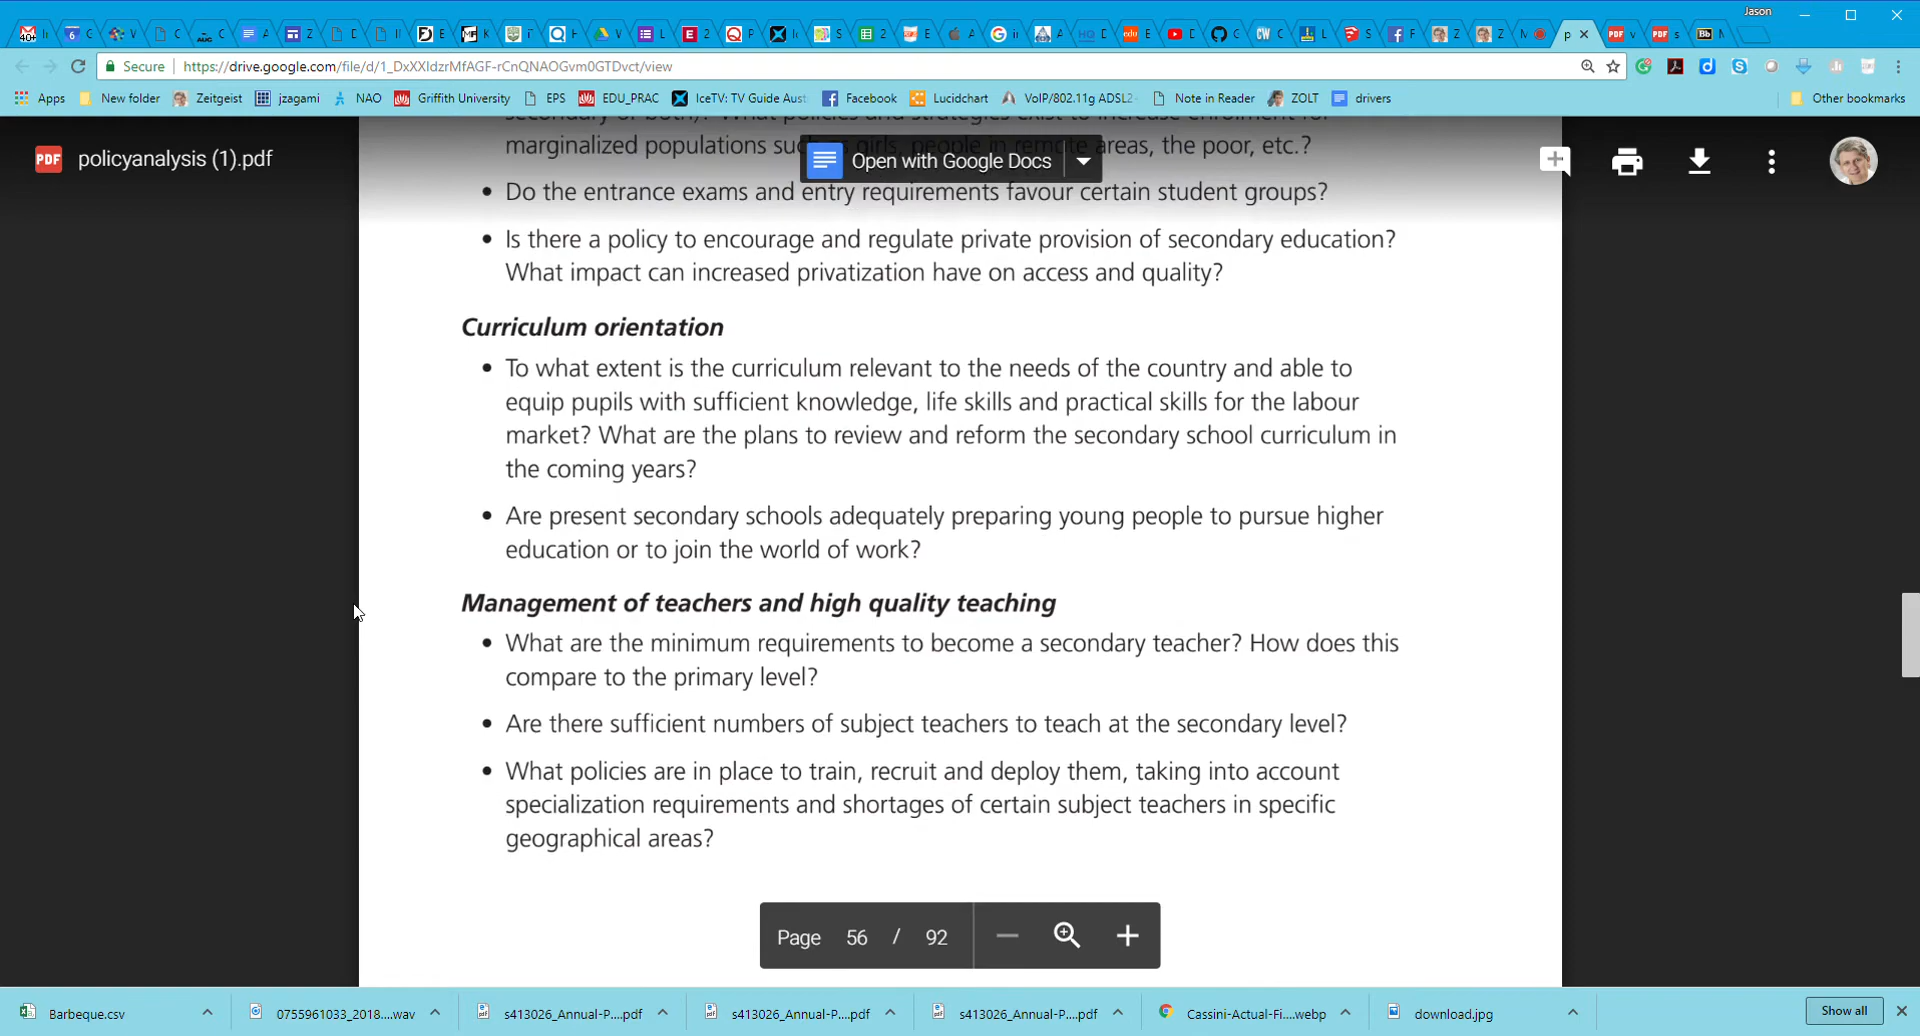 Jason
Secure https://drive.google.com/file/d/1_DxXXIdzrMfAGF-rCnQNAOGvm0GTDvct/view
Apps New folder Zeitgeist jzagami NAO Griffith University EPS EDU_PRAC IceTV: TV Guide Aust Facebook Lucidchart VoIP/802.11g ADSL2- Note in Reader ZOLT drivers Other bookmarks
PDF policyanalysis (1).pdf
Open with Google Docs
marginalized populations such as girls, people in remote areas, the poor, etc.?
• Do the entrance exams and entry requirements favour certain student groups?
• Is there a policy to encourage and regulate private provision of secondary education?
What impact can increased privatization have on access and quality?
Curriculum orientation
• To what extent is the curriculum relevant to the needs of the country and able to
equip pupils with sufficient knowledge, life skills and practical skills for the labour
market? What are the plans to review and reform the secondary school curriculum in
the coming years?
• Are present secondary schools adequately preparing young people to pursue higher
education or to join the world of work?
Management of teachers and high quality teaching
• What are the minimum requirements to become a secondary teacher? How does this
compare to the primary level?
• Are there sufficient numbers of subject teachers to teach at the secondary level?
• What policies are in place to train, recruit and deploy them, taking into account
specialization requirements and shortages of certain subject teachers in specific
geographical areas?
Page 56 / 92
Barbeque.csv 0755961033_2018....wav s413026_Annual-P....pdf s413026_Annual-P....pdf s413026_Annual-P....pdf Cassini-Actual-Fi....webp download.jpg Show all